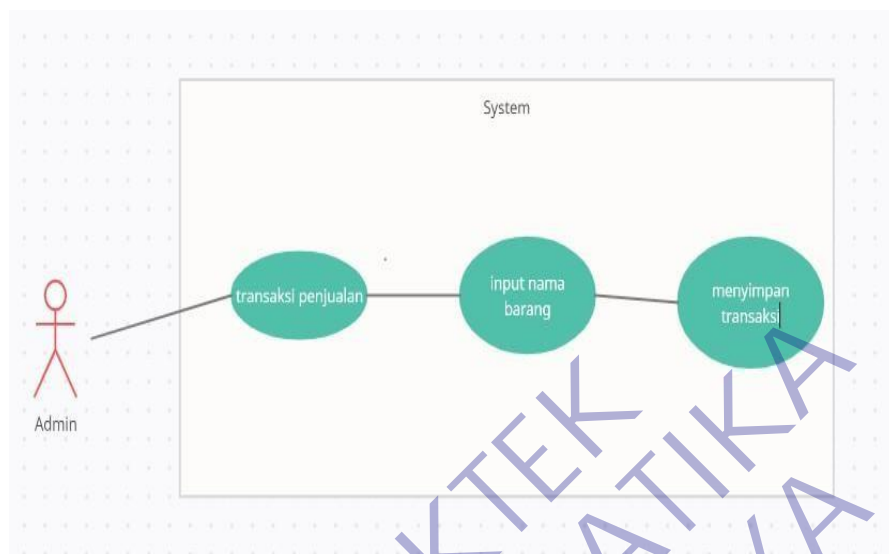 System
transaksi penjualan
input nama
barang
menyimpan
transaksi
Admin